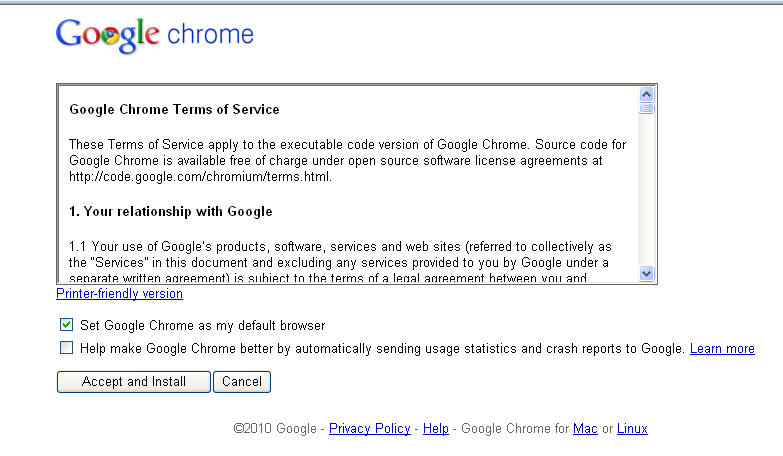 Google chrome
Google Chrome Terms of Service
These Terms of Service apply to the executable code version of Google Chrome. Source code for
Google Chrome is available free of charge under open source software license agreements at
http://code.google.com/chromium/terms.html.
1. Your relationship with Google
1.1 Your use of Google's products, software, services and web sites (referred to collectively as
the "Services" in this document and excluding any services provided to you by Google under a
separate written agreement) is subject to the terms of a legal agreement between you and
Printer-friendly version
Set Google Chrome as my default browser
Help make Google Chrome better by automatically sending usage statistics and crash reports to Google. Learn more
Accept and Install Cancel
©2010 Google - Privacy Policy - Help - Google Chrome for Mac or Linux